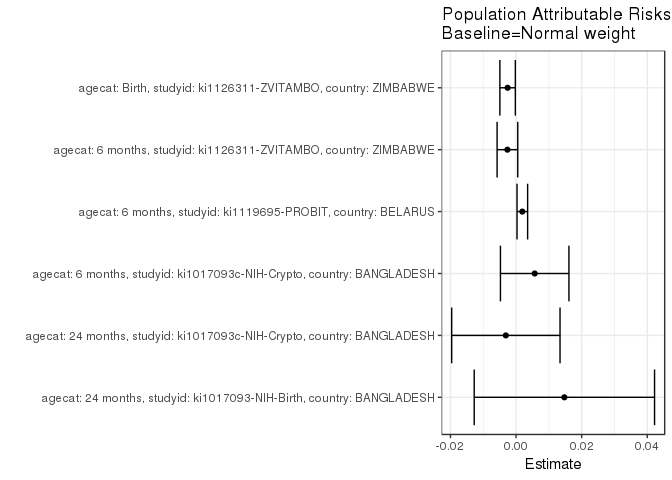 Population Attributable Risks
Baseline=Normal weight
agecat: Birth, studyid: ki1126311-ZVITAMBO, country: ZIMBABWE
agecat: 6 months, studyid: ki1126311-ZVITAMBO, country: ZIMBABWE
agecat: 6 months, studyid: ki1119695-PROBIT, country: BELARUS
agecat: 6 months, studyid: ki1017093c-NIH-Crypto, country: BANGLADESH
agecat: 24 months, studyid: ki1017093c-NIH-Crypto, country: BANGLADESH
agecat: 24 months, studyid: ki1017093-NIH-Birth, country: BANGLADESH
-0.02 0.00 0.02 0.04
Estimate